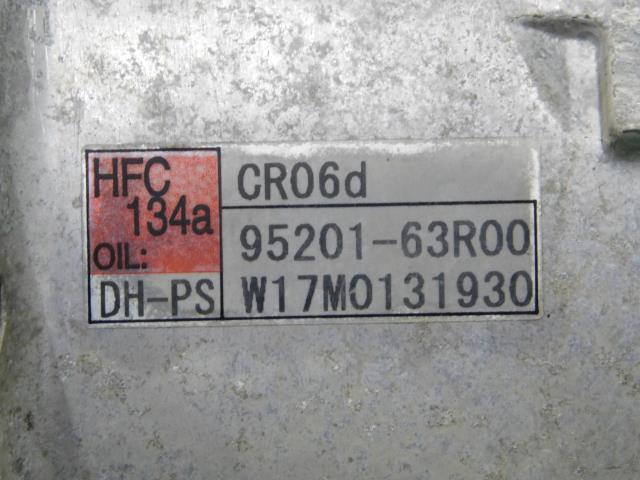 HFC
134a
OIL:
DH-PS
CR06d
95201-63R00
W17M0131930